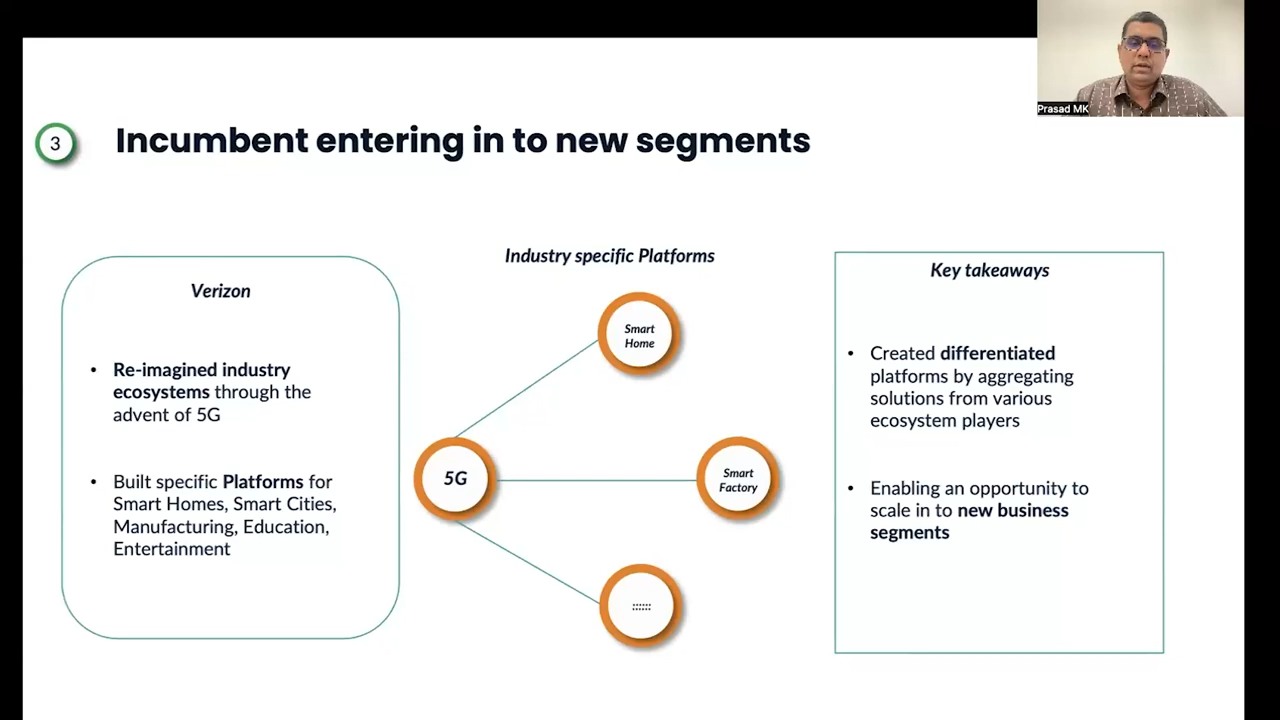 Prasad MK
3
Incumbent entering in to new segments
Verizon
• Re-imagined industry
ecosystems through the
advent of 5G
• Built specific Platforms for
Smart Homes, Smart Cities,
Manufacturing, Education,
Entertainment
Industry specific Platforms
Smart
Home
5G
Smart
Factory
::::::
Key takeaways
• Created differentiated
platforms by aggregating
solutions from various
ecosystem players
• Enabling an opportunity to
scale in to new business
segments